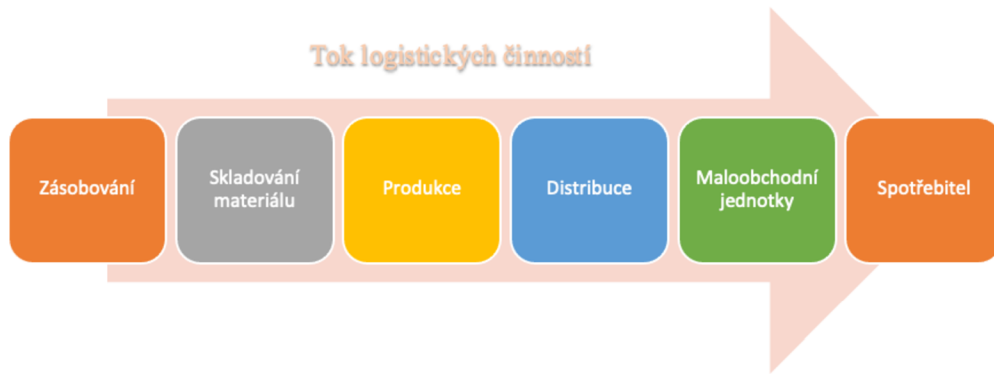 Tok logistických činností
Zásobování
Skladování
materiálu
Produkce
Distribuce
Maloobchodní
jednotky
Spotřebitel